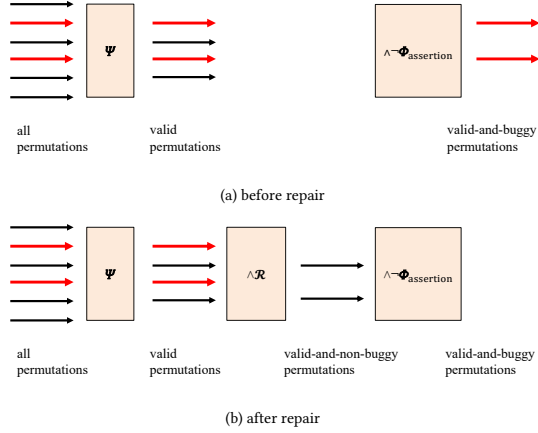 Ψ
∧¬Φassertion
all
permutations
valid
permutations
valid-and-buggy
permutations
(a) before repair
Ψ
∧ℛ
∧¬Φassertion
all
permutations
valid
permutations
valid-and-non-buggy
permutations
valid-and-buggy
permutations
(b) after repair